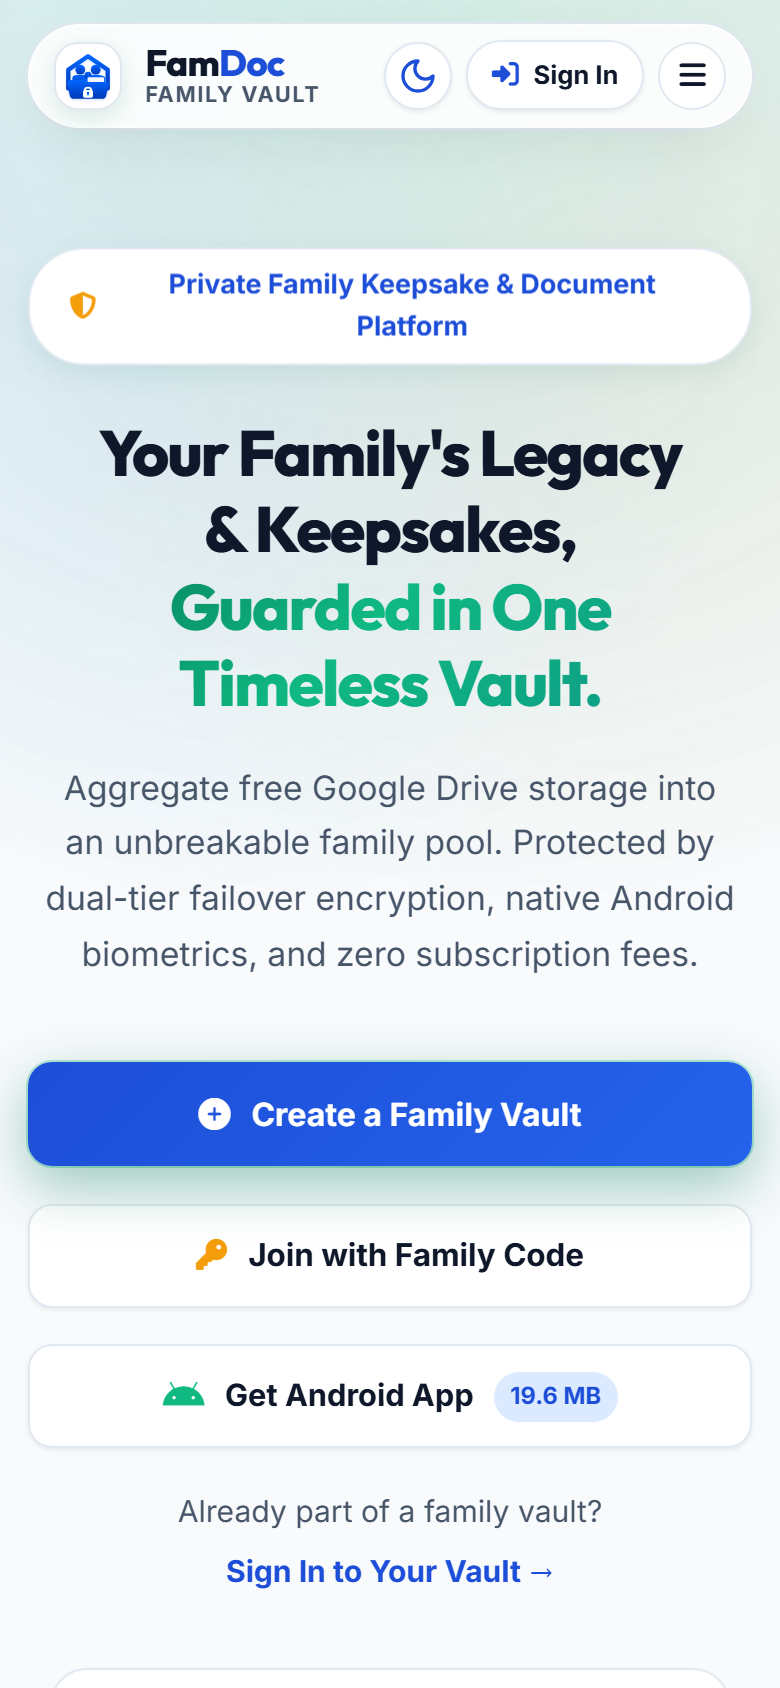 FamDoc
FAMILY VAULT
Sign In
Private Family Keepsake & Document
Platform
Your Family's Legacy
& Keepsakes,
Guarded in One
Timeless Vault.
Aggregate free Google Drive storage into
an unbreakable family pool. Protected by
dual-tier failover encryption, native Android
biometrics, and zero subscription fees.
Create a Family Vault
Join with Family Code
Get Android App 19.6 MB
Already part of a family vault?
Sign In to Your Vault →